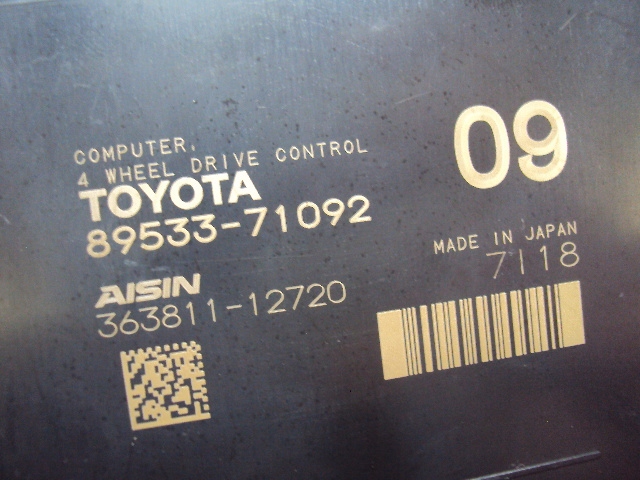 COMPUTER,
4 WHEEL DRIVE CONTROL
TOYOTA
89533-71092
09
MADE IN JAPAN
7118
AISIN
363811-12720